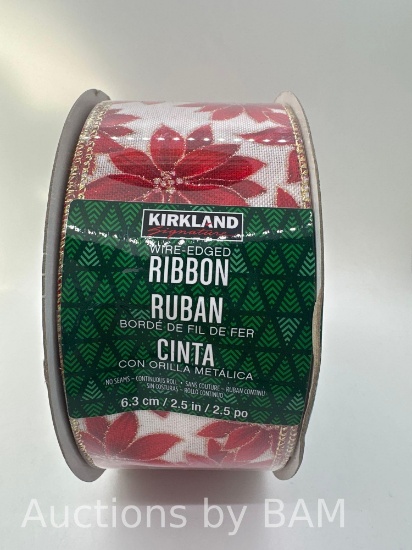 KIRKLAND
Signature
WIRE-EDGED
RIBBON
RUBAN
BORDÉ DE FIL DE FER
CINTA
CON ORILLA METÁLICA
NO SEAMS – CONTINUOUS ROLL • SANS COUTURE – RUBAN CONTINU
SIN COSTURAS – ROLLO CONTINUO
6.3 cm / 2.5 in / 2.5 po
Auctions by BAM